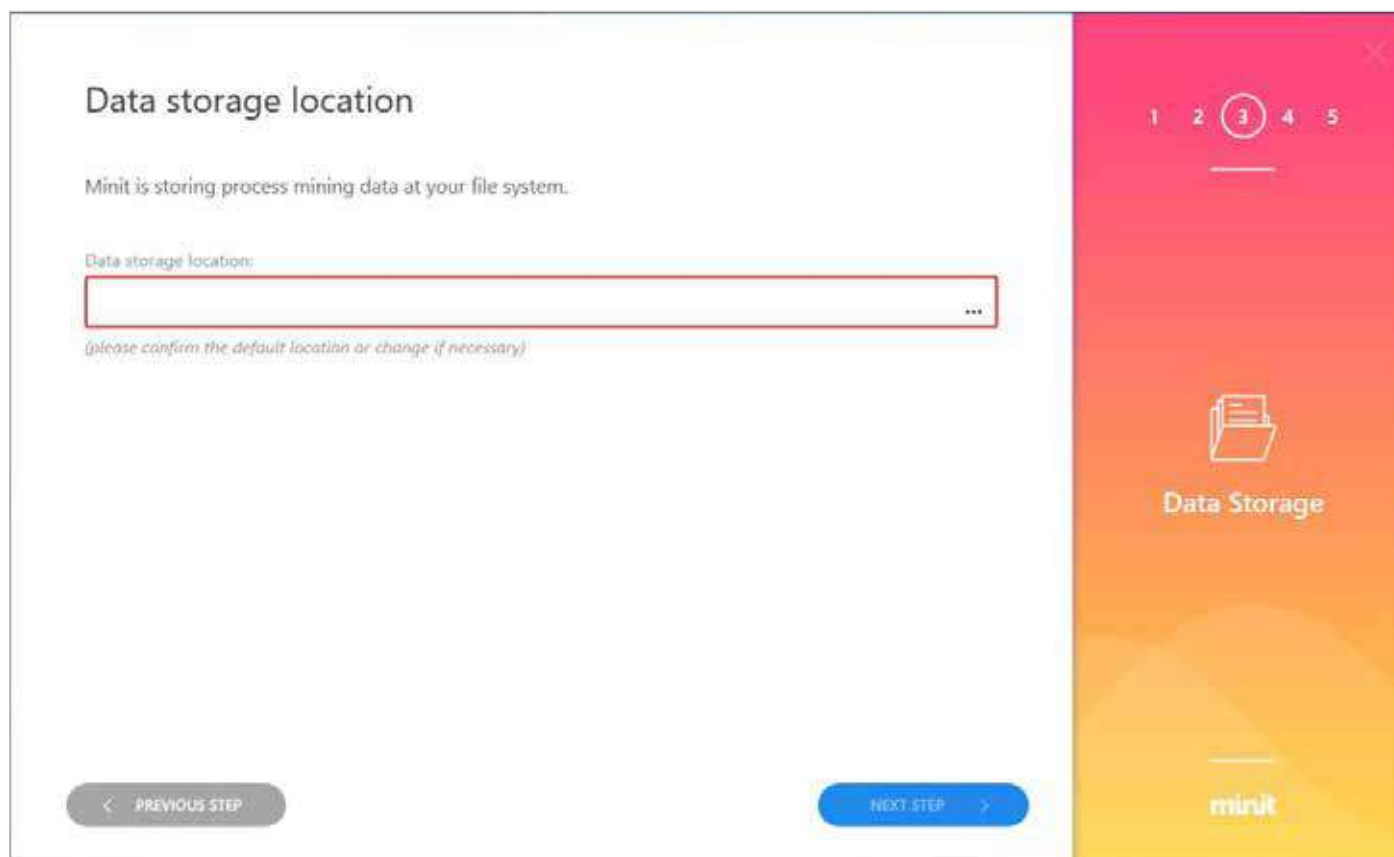 Data storage location
Minit is storing process mining data at your file system.
Data storage location:
...
(please confirm the default location or change if necessary)
PREVIOUS STEP
NEXT STEP
1 2 3 4 5
Data Storage
minit